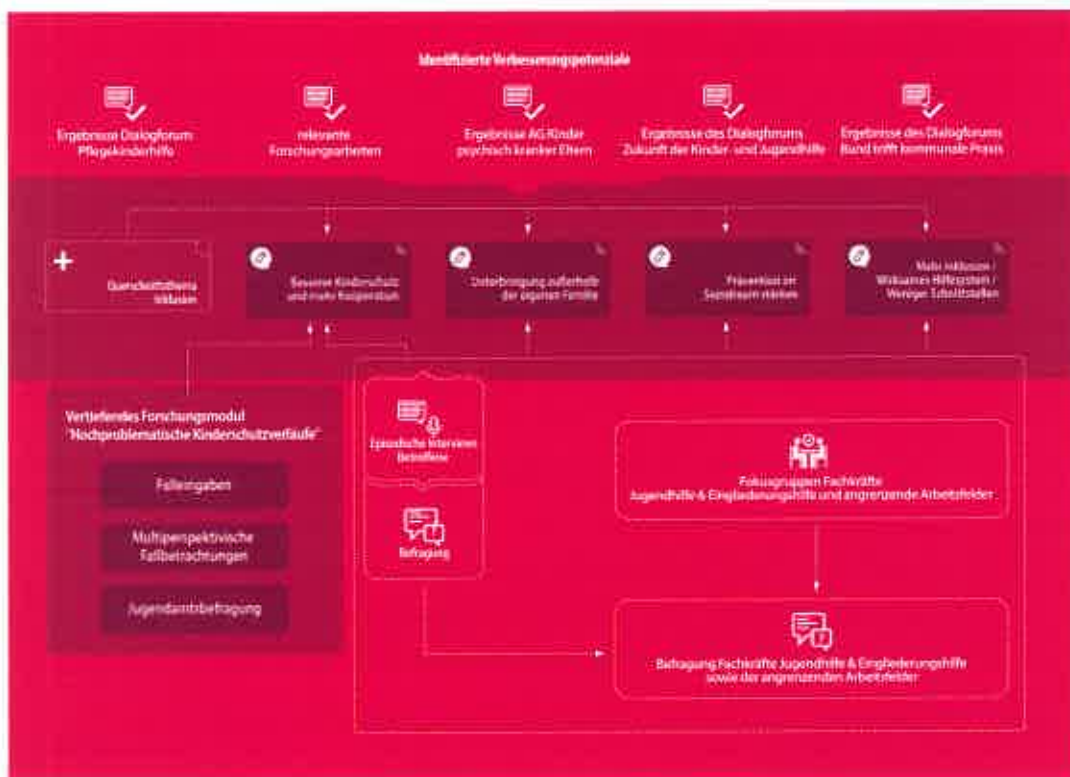 Identifizierte Verbesserungspotenziale
Ergebnisse Dialogforum
Pflegekinderhilfe
relevante
Forschungsarbeiten
Ergebnisse AG Kinder
psychisch kranker Eltern
Ergebnisse des Dialogforums
Zukunft der Kinder- und Jugendhilfe
Ergebnisse des Dialogforums
Bund trifft kommunale Praxis
Querschnittsthema
Inklusion
Besserer Kinderschutz
und mehr Kooperation
Unterbringung außerhalb
der eigenen Familie
Prävention im
Sozialraum stärken
Mehr Inklusion /
Wirksames Hilfesystem /
Weniger Schnittstellen
Vertiefendes Forschungsmodul
"Hochproblematische Kinderschutzverläufe"
Falleingaben
Multiperspektivische
Fallbetrachtungen
Jugendamtsbefragung
Episodische Interviews
Betroffene
Befragung
Fokusgruppen Fachkräfte
Jugendhilfe & Eingliederungshilfe und angrenzende Arbeitsfelder
Befragung Fachkräfte Jugendhilfe & Eingliederungshilfe
sowie der angrenzenden Arbeitsfelder